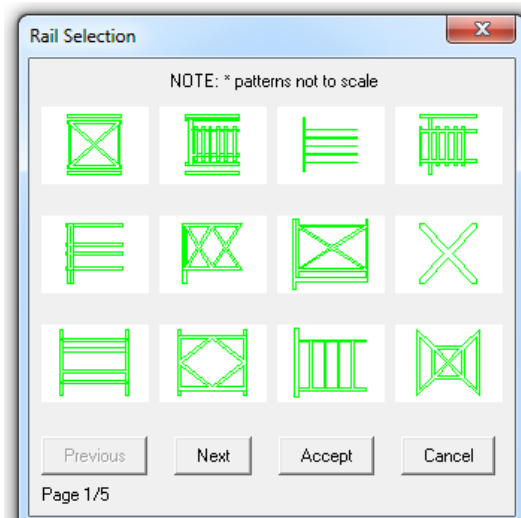 Rail Selection
NOTE: * patterns not to scale
Previous Next Accept Cancel
Page 1/5